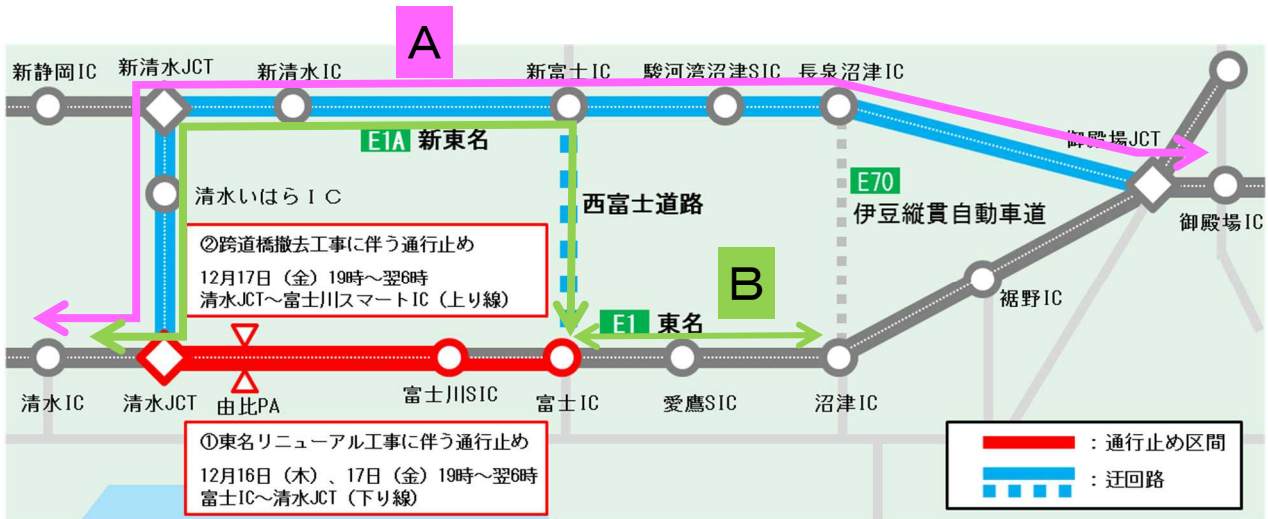 A
新静岡IC
新清水JCT
新清水IC
新富士IC
駿河湾沼津SIC
長泉沼津IC
E1A 新東名
御殿場JCT
清水いはらＩＣ
西富士道路
E70
伊豆縦貫自動車道
御殿場IC
②跨道橋撤去工事に伴う通行止め
12月17日（金）19時～翌6時
清水JCT～富士川スマートIC（上り線）
B
裾野IC
E1 東名
清水IC
清水JCT
由比PA
富士川SIC
富士IC
愛鷹SIC
沼津IC
①東名リニューアル工事に伴う通行止め
12月16日（木）、17日（金）19時～翌6時
富士IC～清水JCT（下り線）
：通行止め区間
：迂回路